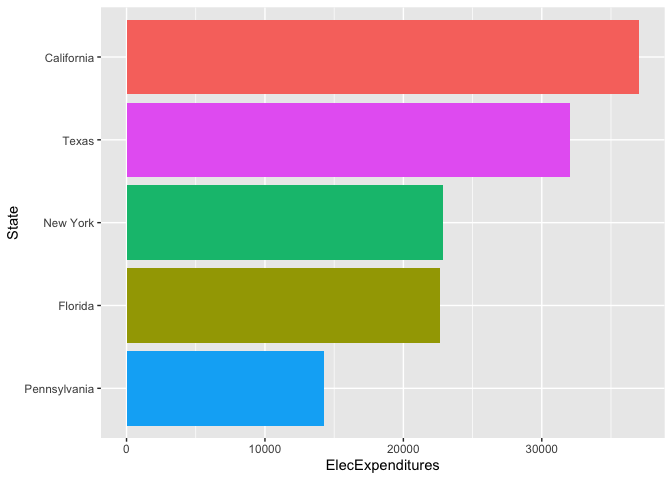 California
Texas
New York
Florida
Pennsylvania
State
0 10000 20000 30000
ElecExpenditures